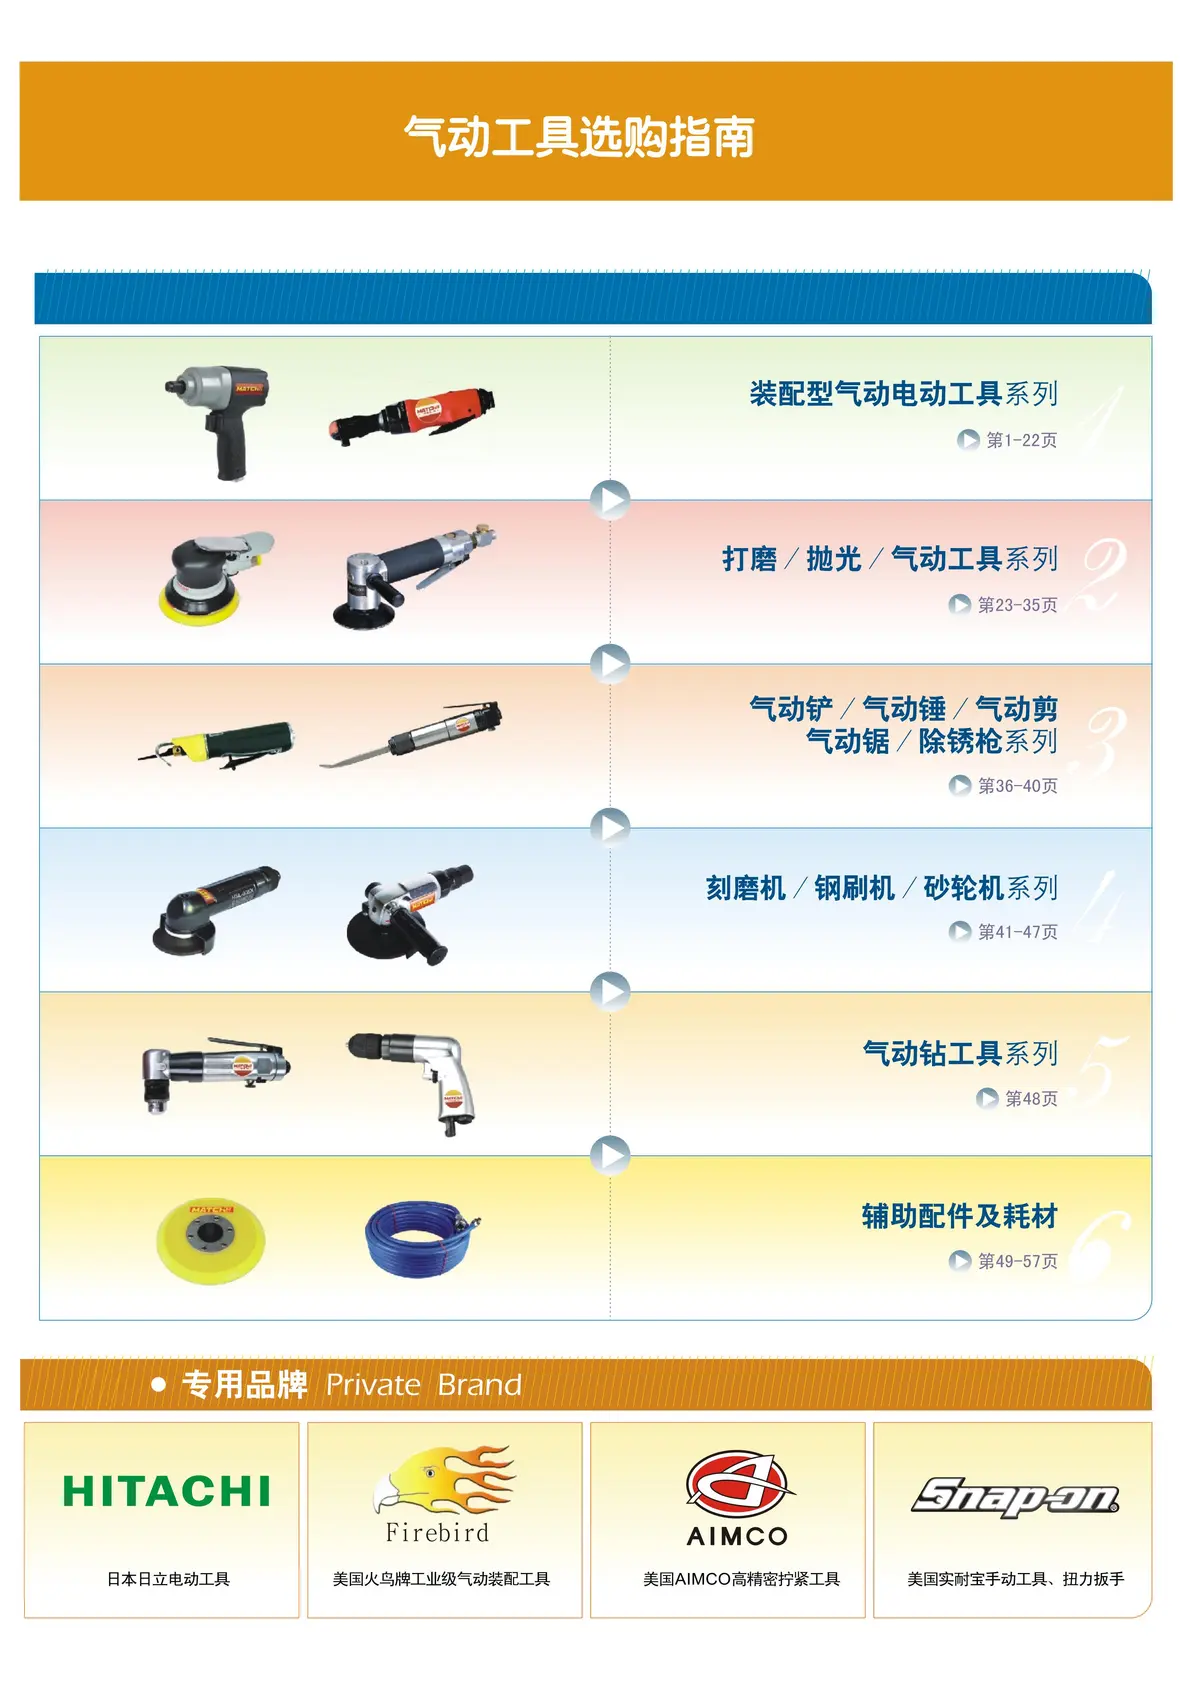 气动工具选购指南
装配型气动电动工具系列
第1-22页
1
打磨／抛光／气动工具系列
第23-35页
2
气动铲／气动锤／气动剪
气动锯／除锈枪系列
第36-40页
3
刻磨机／钢刷机／砂轮机系列
第41-47页
4
气动钻工具系列
第48页
5
辅助配件及耗材
第49-57页
6
MATCHII
● 专用品牌 Private Brand
HITACHI
日本日立电动工具
Firebird
美国火鸟牌工业级气动装配工具
AIMCO
美国AIMCO高精密拧紧工具
Snap-on®
美国实耐宝手动工具、扭力扳手